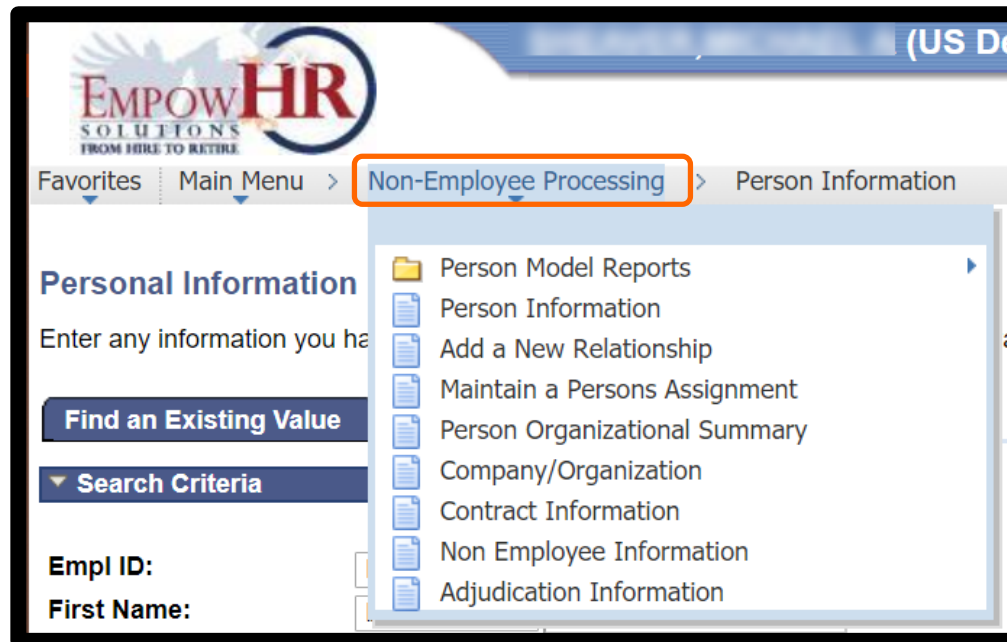 (US De
EMPOWHR
SOLUTIONS
FROM HIRE TO RETIRE
Favorites Main Menu > Non-Employee Processing > Person Information
Person Model Reports
Personal Information
Person Information
Enter any information you ha
Add a New Relationship
Maintain a Persons Assignment
Find an Existing Value
Person Organizational Summary
Company/Organization
Search Criteria
Contract Information
Non Employee Information
Empl ID:
Adjudication Information
First Name: